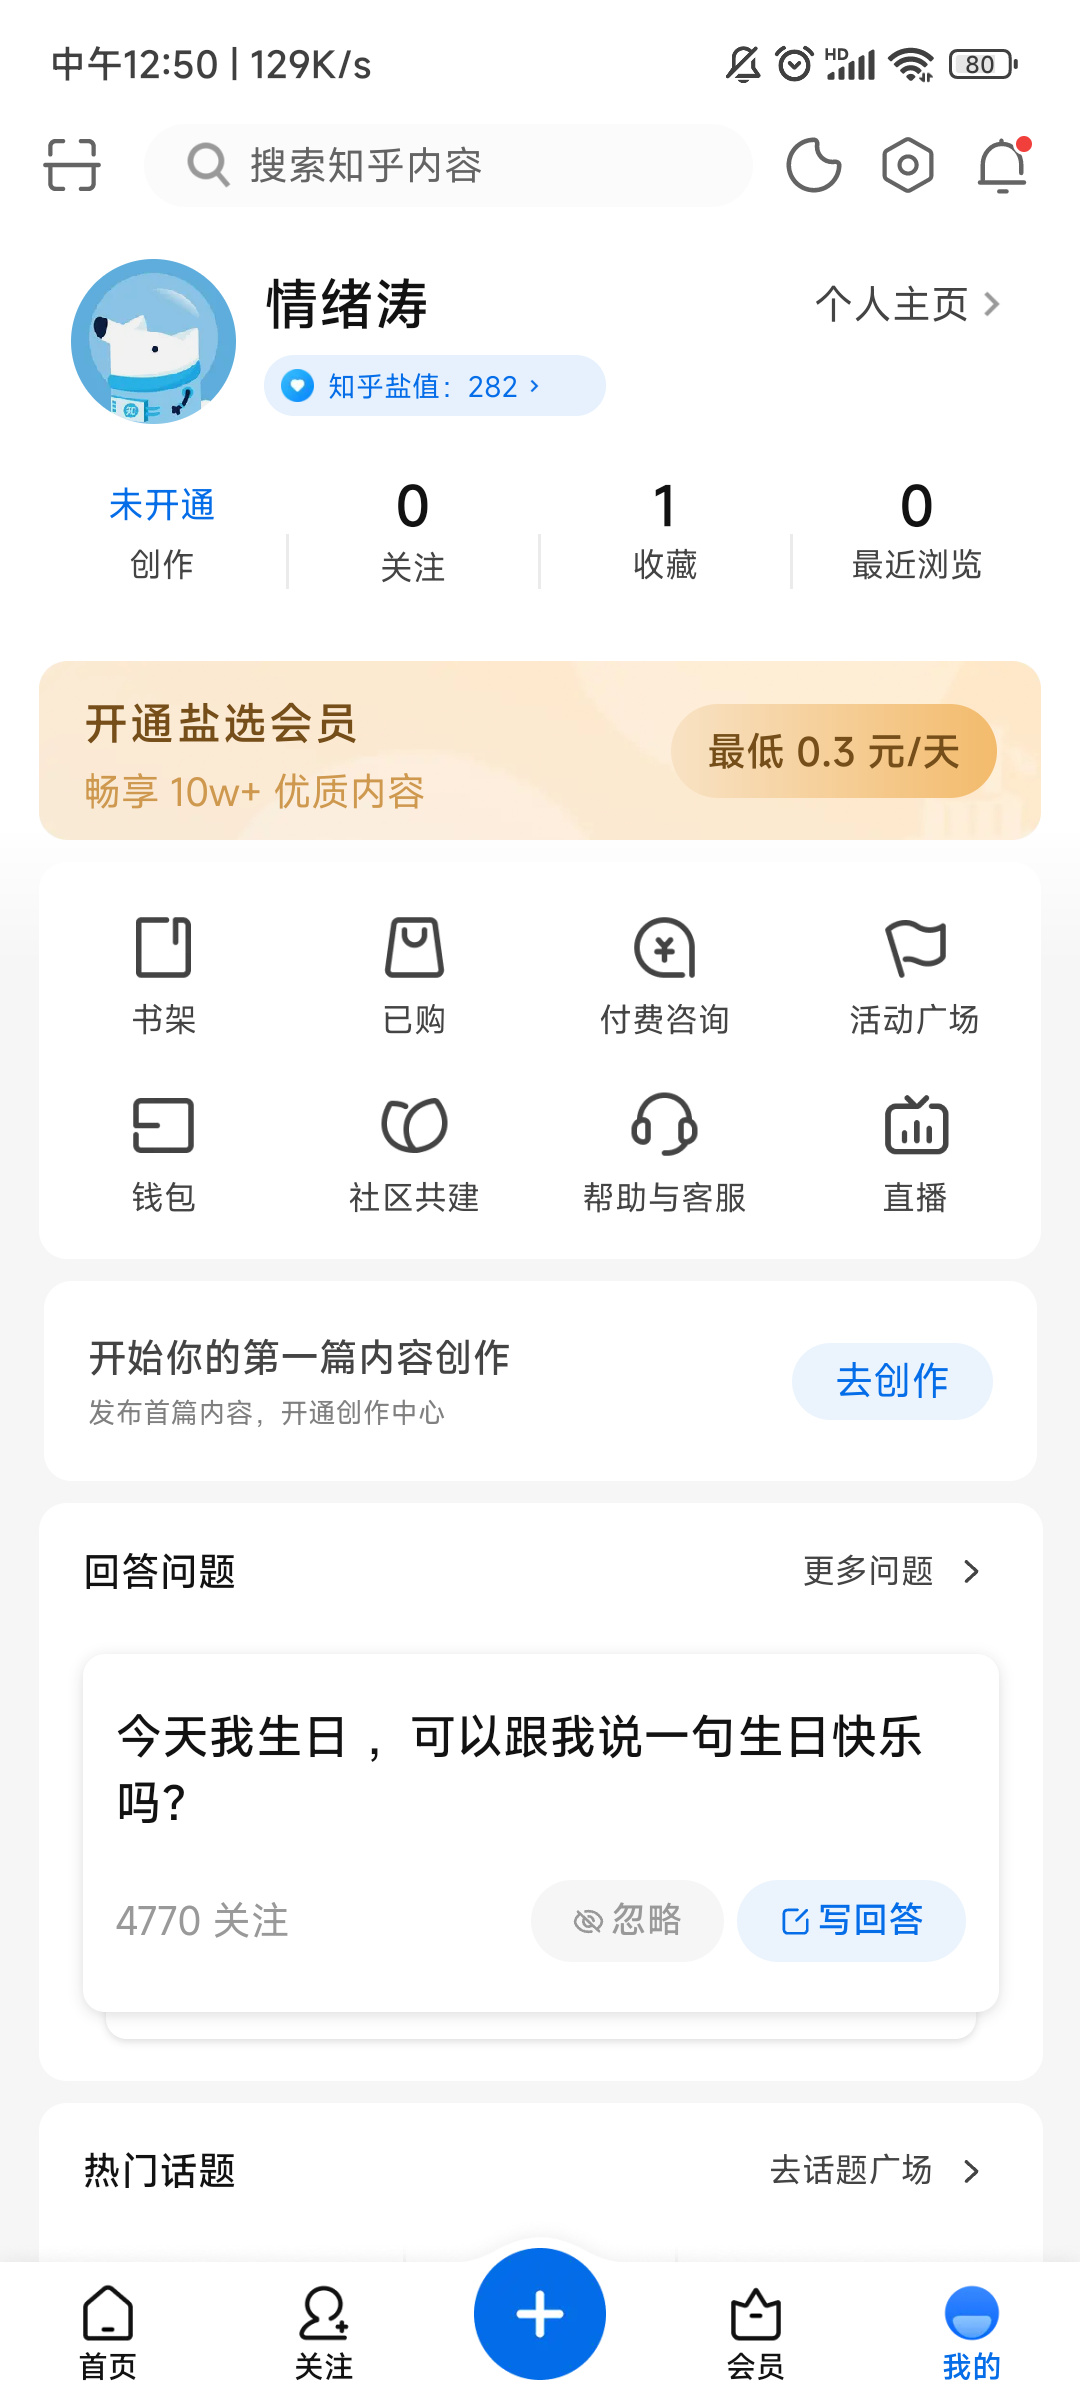 中午12:50 | 129K/s
HD
80
搜索知乎内容
情绪涛
个人主页
知乎盐值：282
未开通
创作
0
关注
1
收藏
0
最近浏览
开通盐选会员
畅享 10w+ 优质内容
最低 0.3 元/天
书架
已购
付费咨询
活动广场
钱包
社区共建
帮助与客服
直播
开始你的第一篇内容创作
发布首篇内容，开通创作中心
去创作
回答问题
更多问题
今天我生日 ，可以跟我说一句生日快乐
吗？
4770 关注
忽略
写回答
热门话题
去话题广场
首页
关注
会员
我的